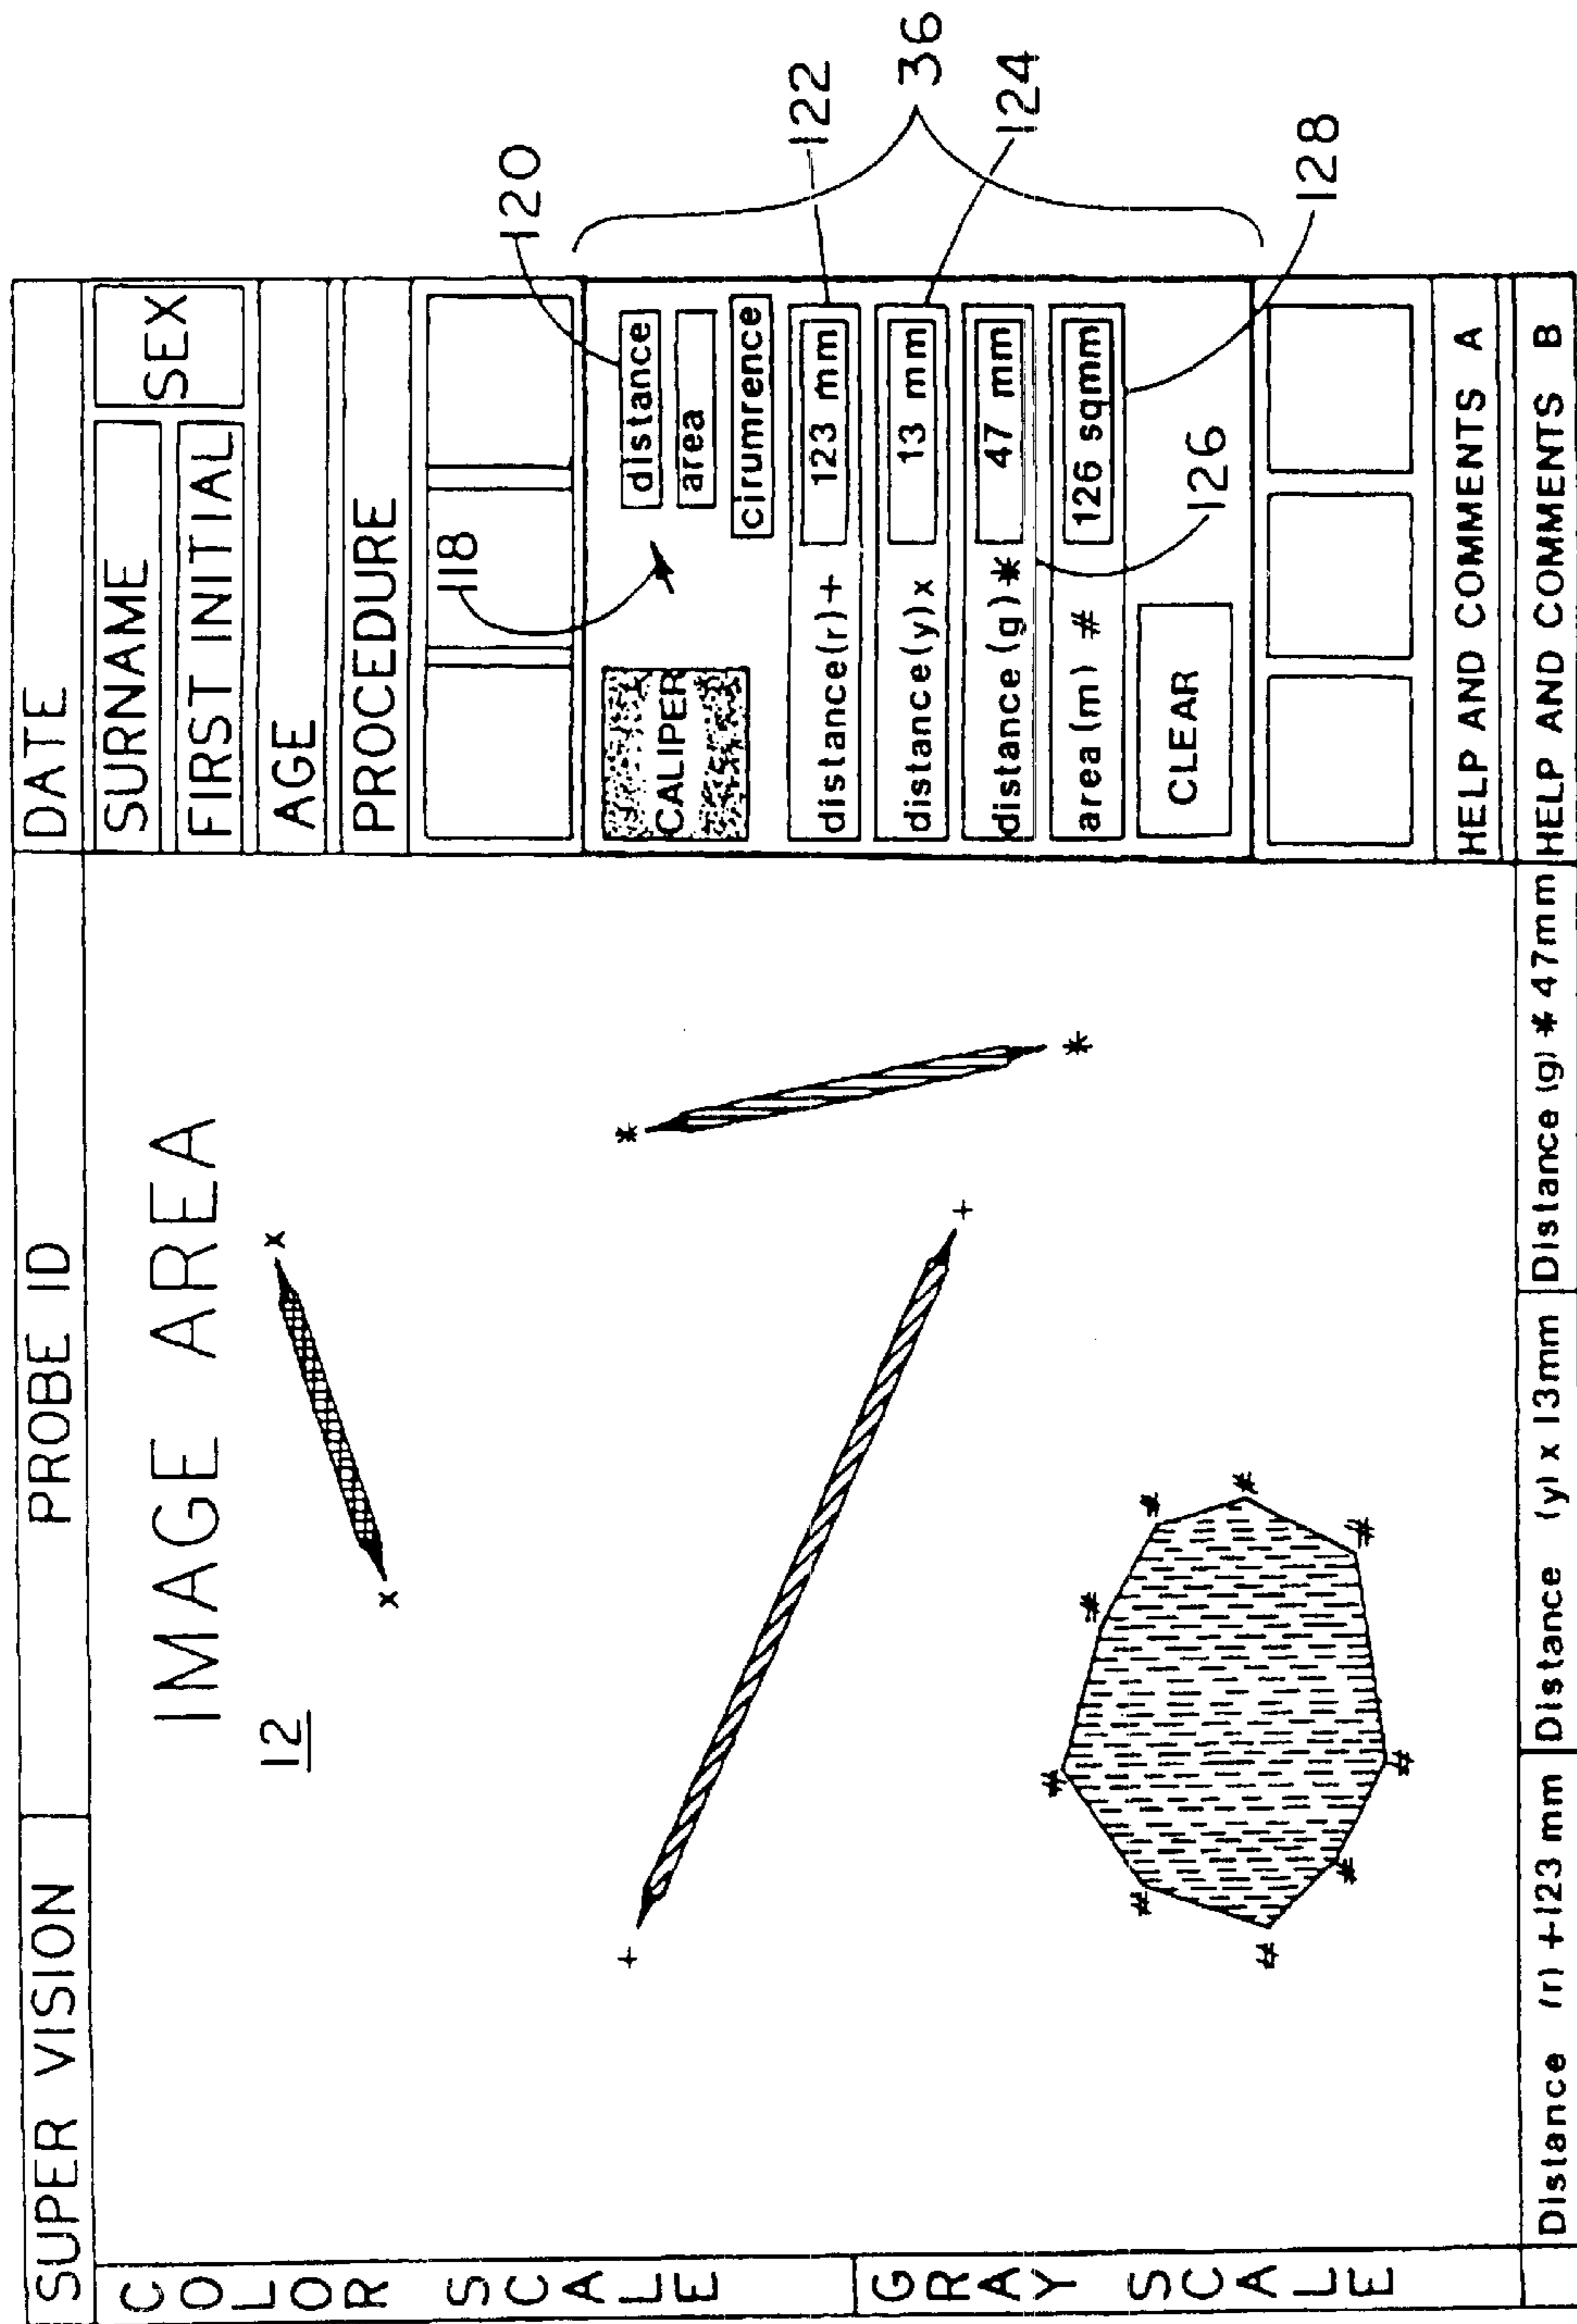 SUPER VISION
PROBE ID
DATE
COLOR SCALE
GRAY SCALE
IMAGE AREA
12
x
x
*
*
+
+
#
#
#
#
#
#
#
#
#
SURNAME
SEX
FIRST INITIAL
AGE
PROCEDURE
118
120
CALIPER
distance
area
cirumrence
distance(r)+ 123 mm
122
distance(y)x 13 mm
36
124
distance(g)* 47 mm
126
area(m) # 126 sqmm
128
CLEAR
HELP AND COMMENTS A
HELP AND COMMENTS B
Distance (r) +123 mm
Distance (y) x 13mm
Distance (g) * 47mm